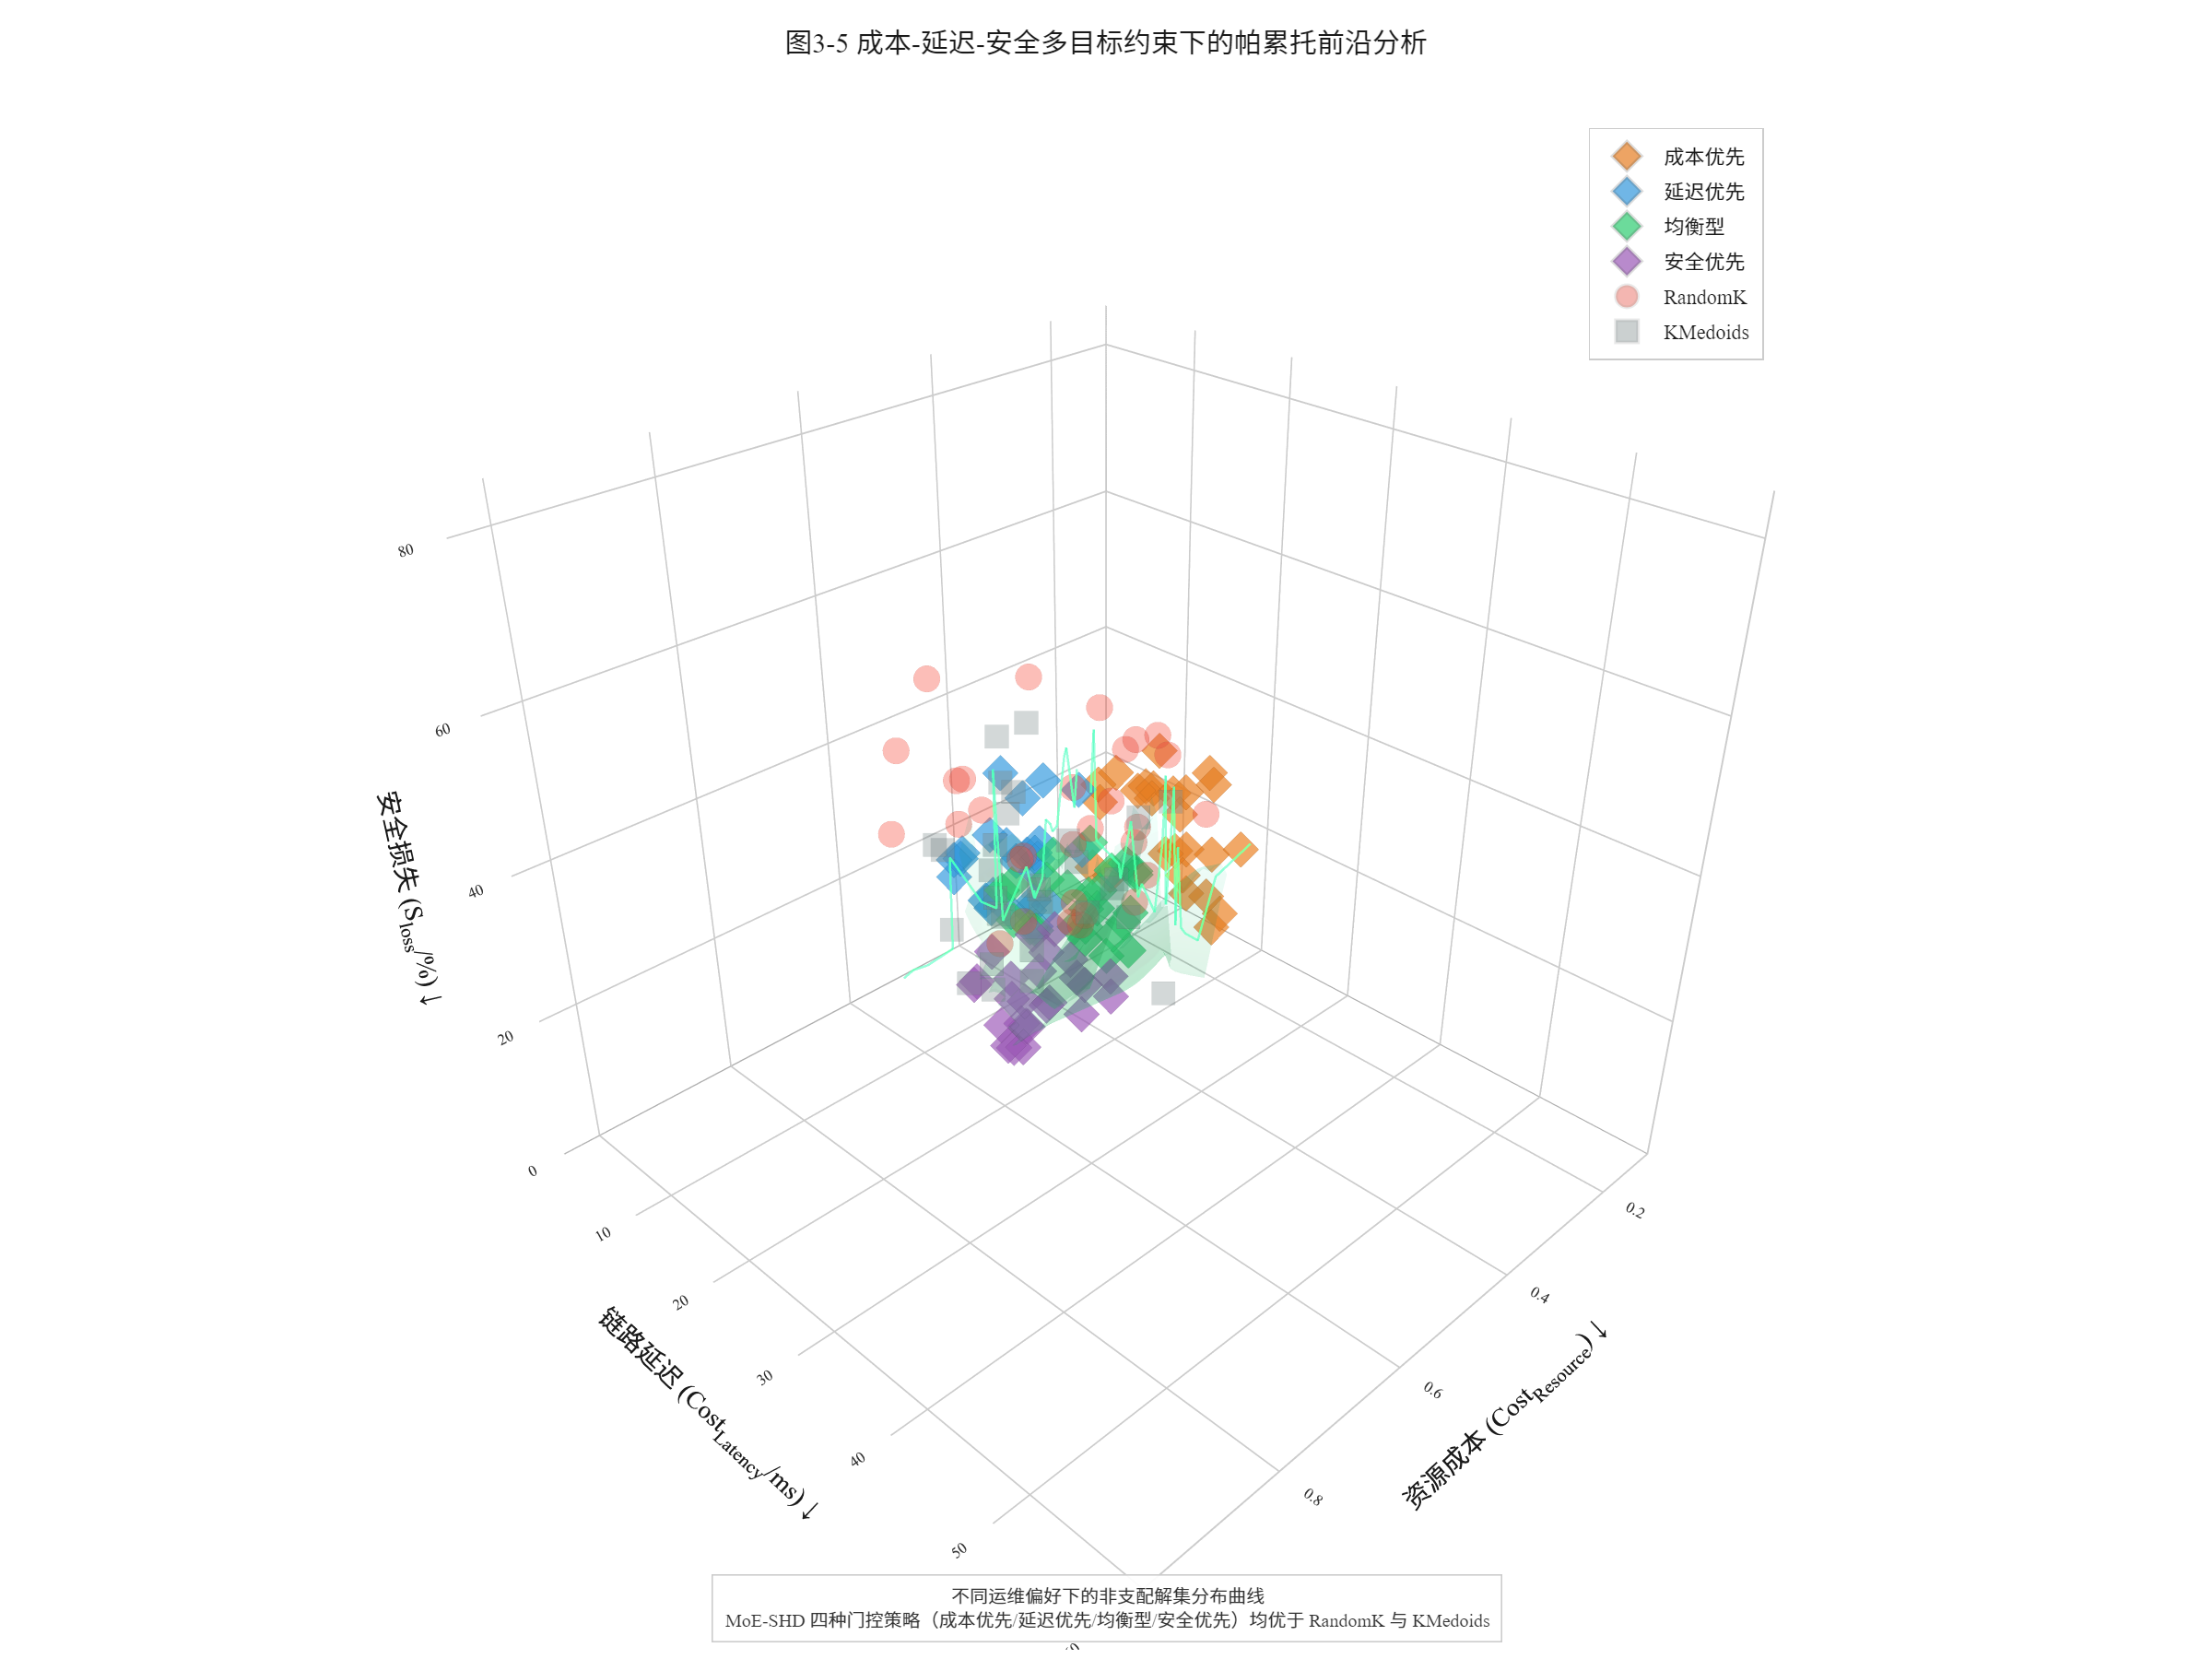 图3-5 成本-延迟-安全多目标约束下的帕累托前沿分析
成本优先
延迟优先
均衡型
安全优先
RandomK
KMedoids
80
60
40
20
0
安全损失 (Sloss/%)↓
10
20
30
40
50
链路延迟 (CostLatency/ms)↓
0.2
0.4
0.6
0.8
资源成本 (CostResource)↓
不同运维偏好下的非支配解集分布曲线
MoE-SHD 四种门控策略（成本优先/延迟优先/均衡型/安全优先）均优于 RandomK 与 KMedoids